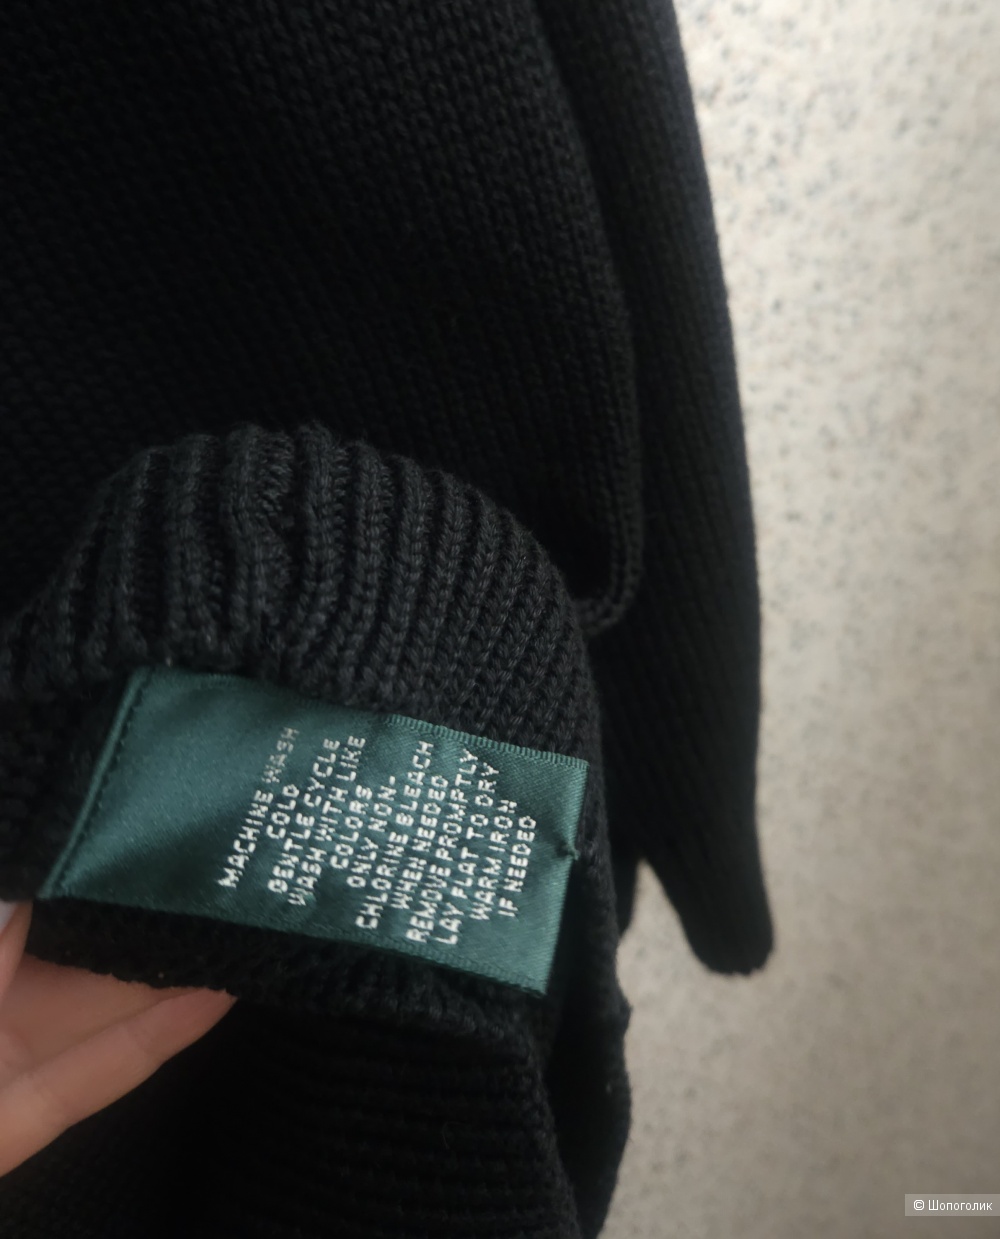 MACHINE WASH
COLD
GENTLE CYCLE
WASH WITH LIKE
COLORS
ONLY NON-
CHLORINE BLEACH
WHEN NEEDED
REMOVE PROMPTLY
LAY FLAT TO DRY
WARM IRON
IF NEEDED
© Шопоголик